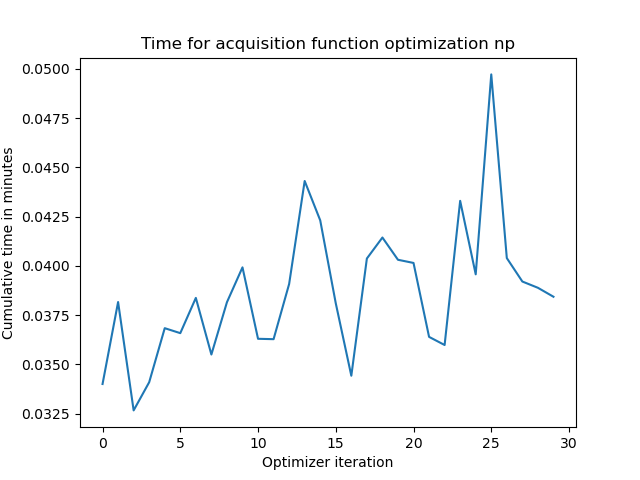 Time for acquisition function optimization np
0.0500
0.0475
0.0450
0.0425
0.0400
0.0375
0.0350
0.0325
Cumulative time in minutes
0 5 10 15 20 25 30
Optimizer iteration